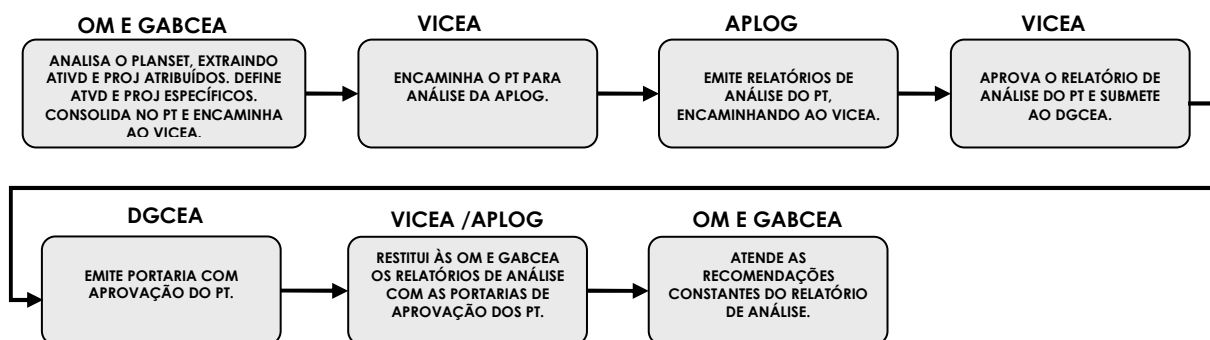 OM E GABCEA
ANALISA O PLANSET, EXTRAINDO
ATIVD E PROJ ATRIBUÍDOS. DEFINE
ATVD E PROJ ESPECÍFICOS.
CONSOLIDA NO PT E ENCAMINHA
AO VICEA.
VICEA
ENCAMINHA O PT PARA
ANÁLISE DA APLOG.
APLOG
EMITE RELATÓRIOS DE
ANÁLISE DO PT,
ENCAMINHANDO AO VICEA.
VICEA
APROVA O RELATÓRIO DE
ANÁLISE DO PT E SUBMETE
AO DGCEA.
DGCEA
EMITE PORTARIA COM
APROVAÇÃO DO PT.
VICEA /APLOG
RESTITUI ÀS OM E GABCEA
OS RELATÓRIOS DE ANÁLISE
COM AS PORTARIAS DE
APROVAÇÃO DOS PT.
OM E GABCEA
ATENDE AS
RECOMENDAÇÕES
CONSTANTES DO RELATÓRIO
DE ANÁLISE.